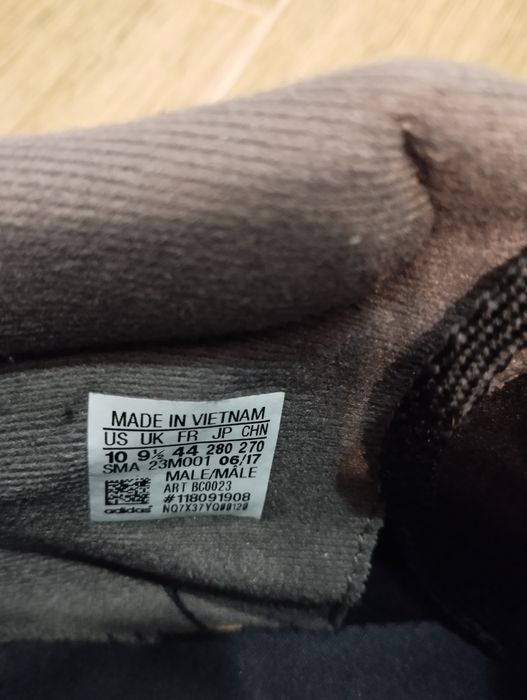 MADE IN VIETNAM
US UK FR JP CHN
10 9½ 44 280 270
SMA 23M001 06/17
MALE/MÂLE
ART BC0023
#118091908
adidas NQ7X37YQ00120